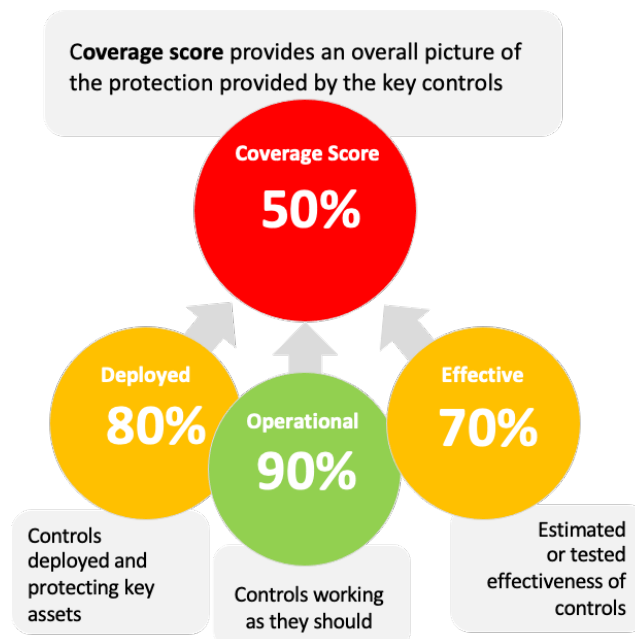 Coverage score provides an overall picture of
the protection provided by the key controls
Coverage Score
50%
Deployed
80%
Operational
90%
Effective
70%
Controls
deployed and
protecting key
assets
Controls working
as they should
Estimated
or tested
effectiveness of
controls